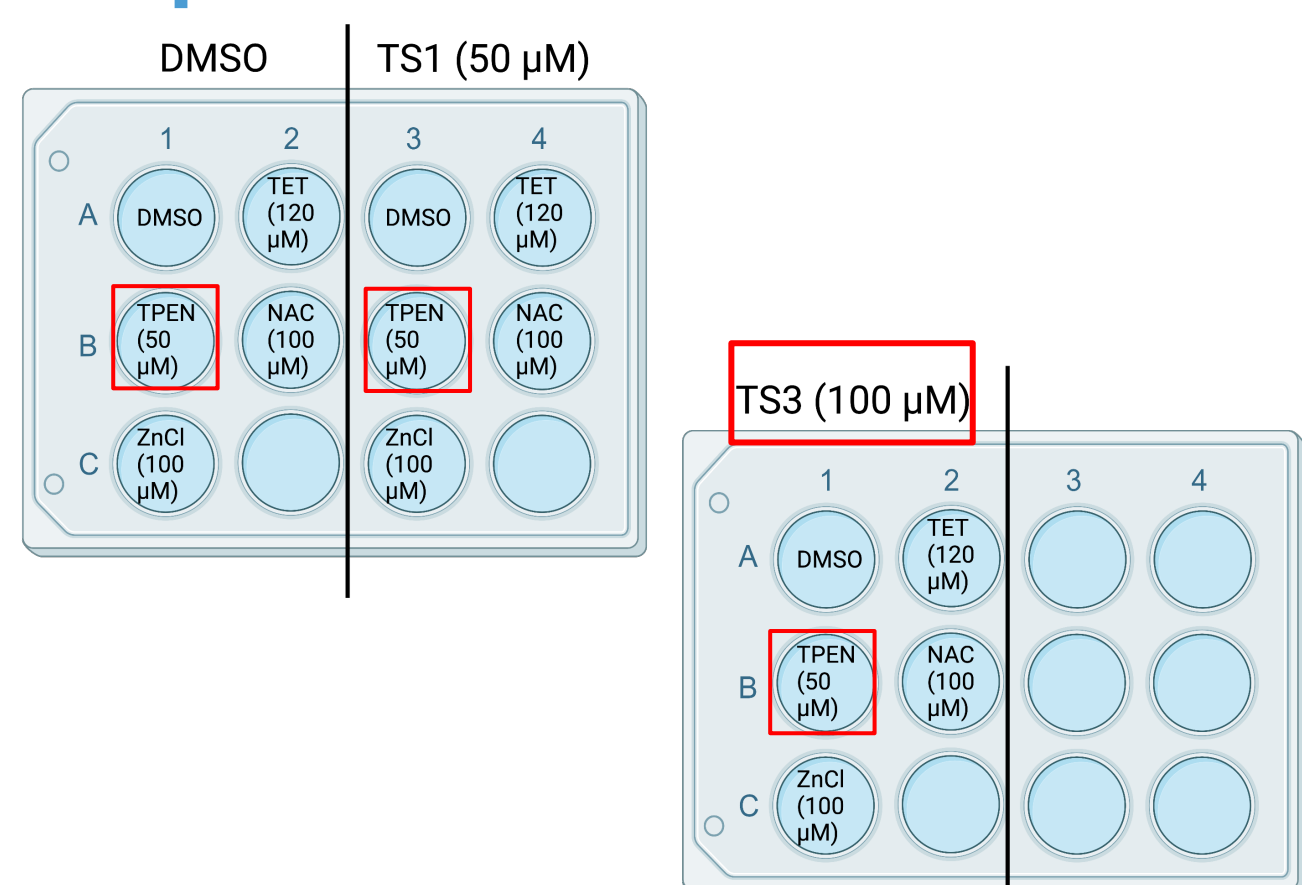 DMSO
TS1 (50 µM)
1
2
3
4
A
DMSO
TET
(120
µM)
DMSO
TET
(120
µM)
B
TPEN
(50
µM)
NAC
(100
µM)
TPEN
(50
µM)
NAC
(100
µM)
C
ZnCl
(100
µM)
ZnCl
(100
µM)
TS3 (100 µM)
1
2
3
4
A
DMSO
TET
(120
µM)
B
TPEN
(50
µM)
NAC
(100
µM)
C
ZnCl
(100
µM)